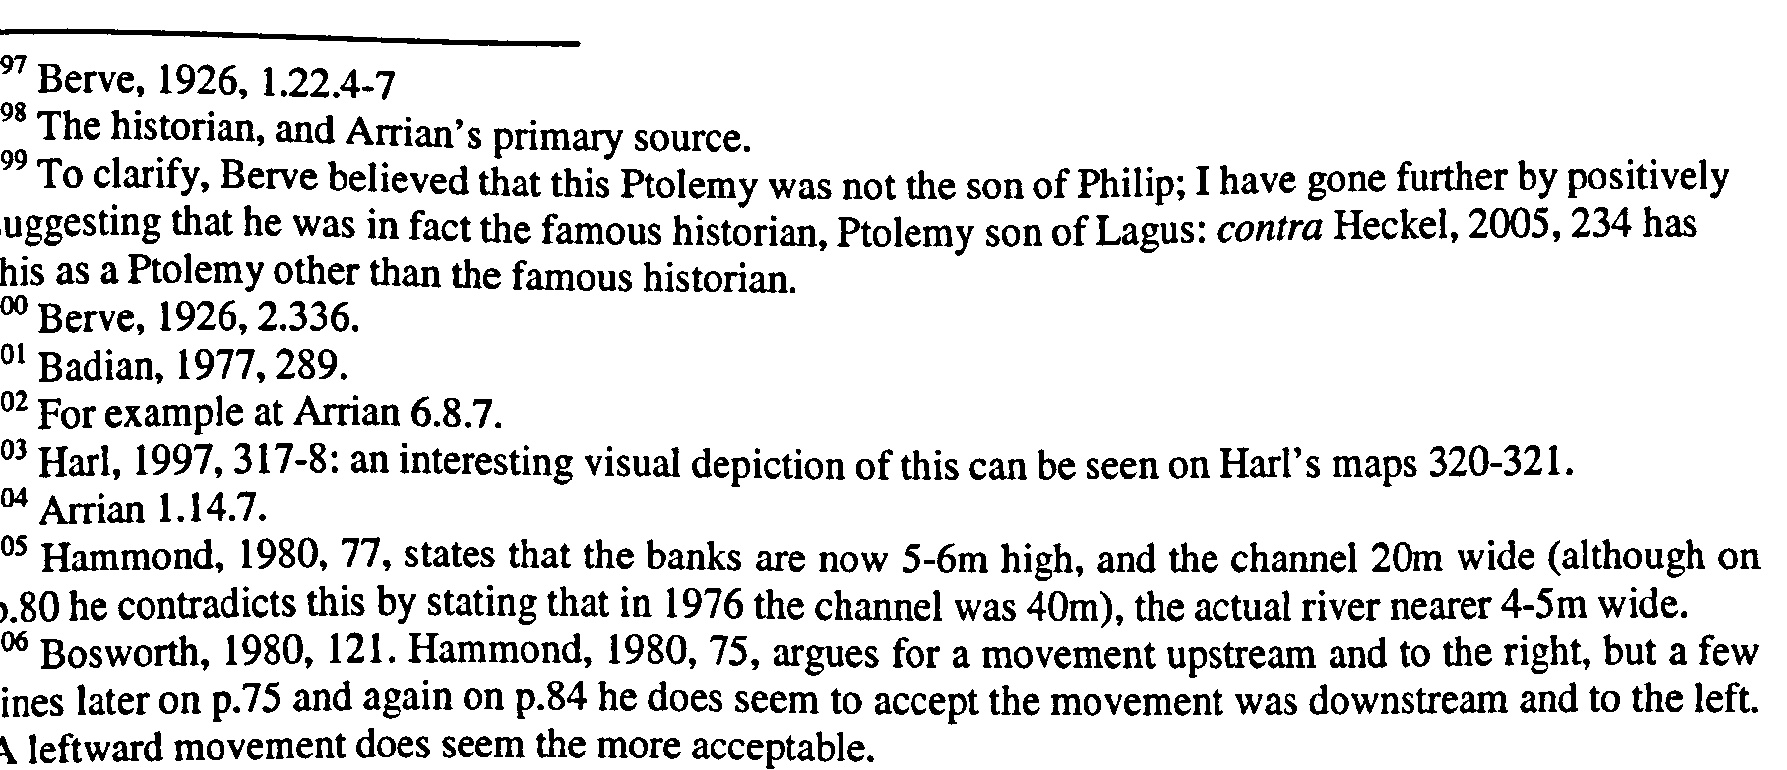 97 Berve, 1926, 1.22.4-7
98 The historian, and Arrian's primary source.
99 To clarify, Berve believed that this Ptolemy was not the son of Philip; I have gone further by positively
uggesting that he was in fact the famous historian, Ptolemy son of Lagus: contra Heckel, 2005, 234 has
his as a Ptolemy other than the famous historian.
00 Berve, 1926, 2.336.
01 Badian, 1977, 289.
02 For example at Arrian 6.8.7.
03 Harl, 1997, 317-8: an interesting visual depiction of this can be seen on Harl's maps 320-321.
04 Arrian 1.14.7.
05 Hammond, 1980, 77, states that the banks are now 5-6m high, and the channel 20m wide (although on
p.80 he contradicts this by stating that in 1976 the channel was 40m), the actual river nearer 4-5m wide.
06 Bosworth, 1980, 121. Hammond, 1980, 75, argues for a movement upstream and to the right, but a few
ines later on p.75 and again on p.84 he does seem to accept the movement was downstream and to the left.
A leftward movement does seem the more acceptable.